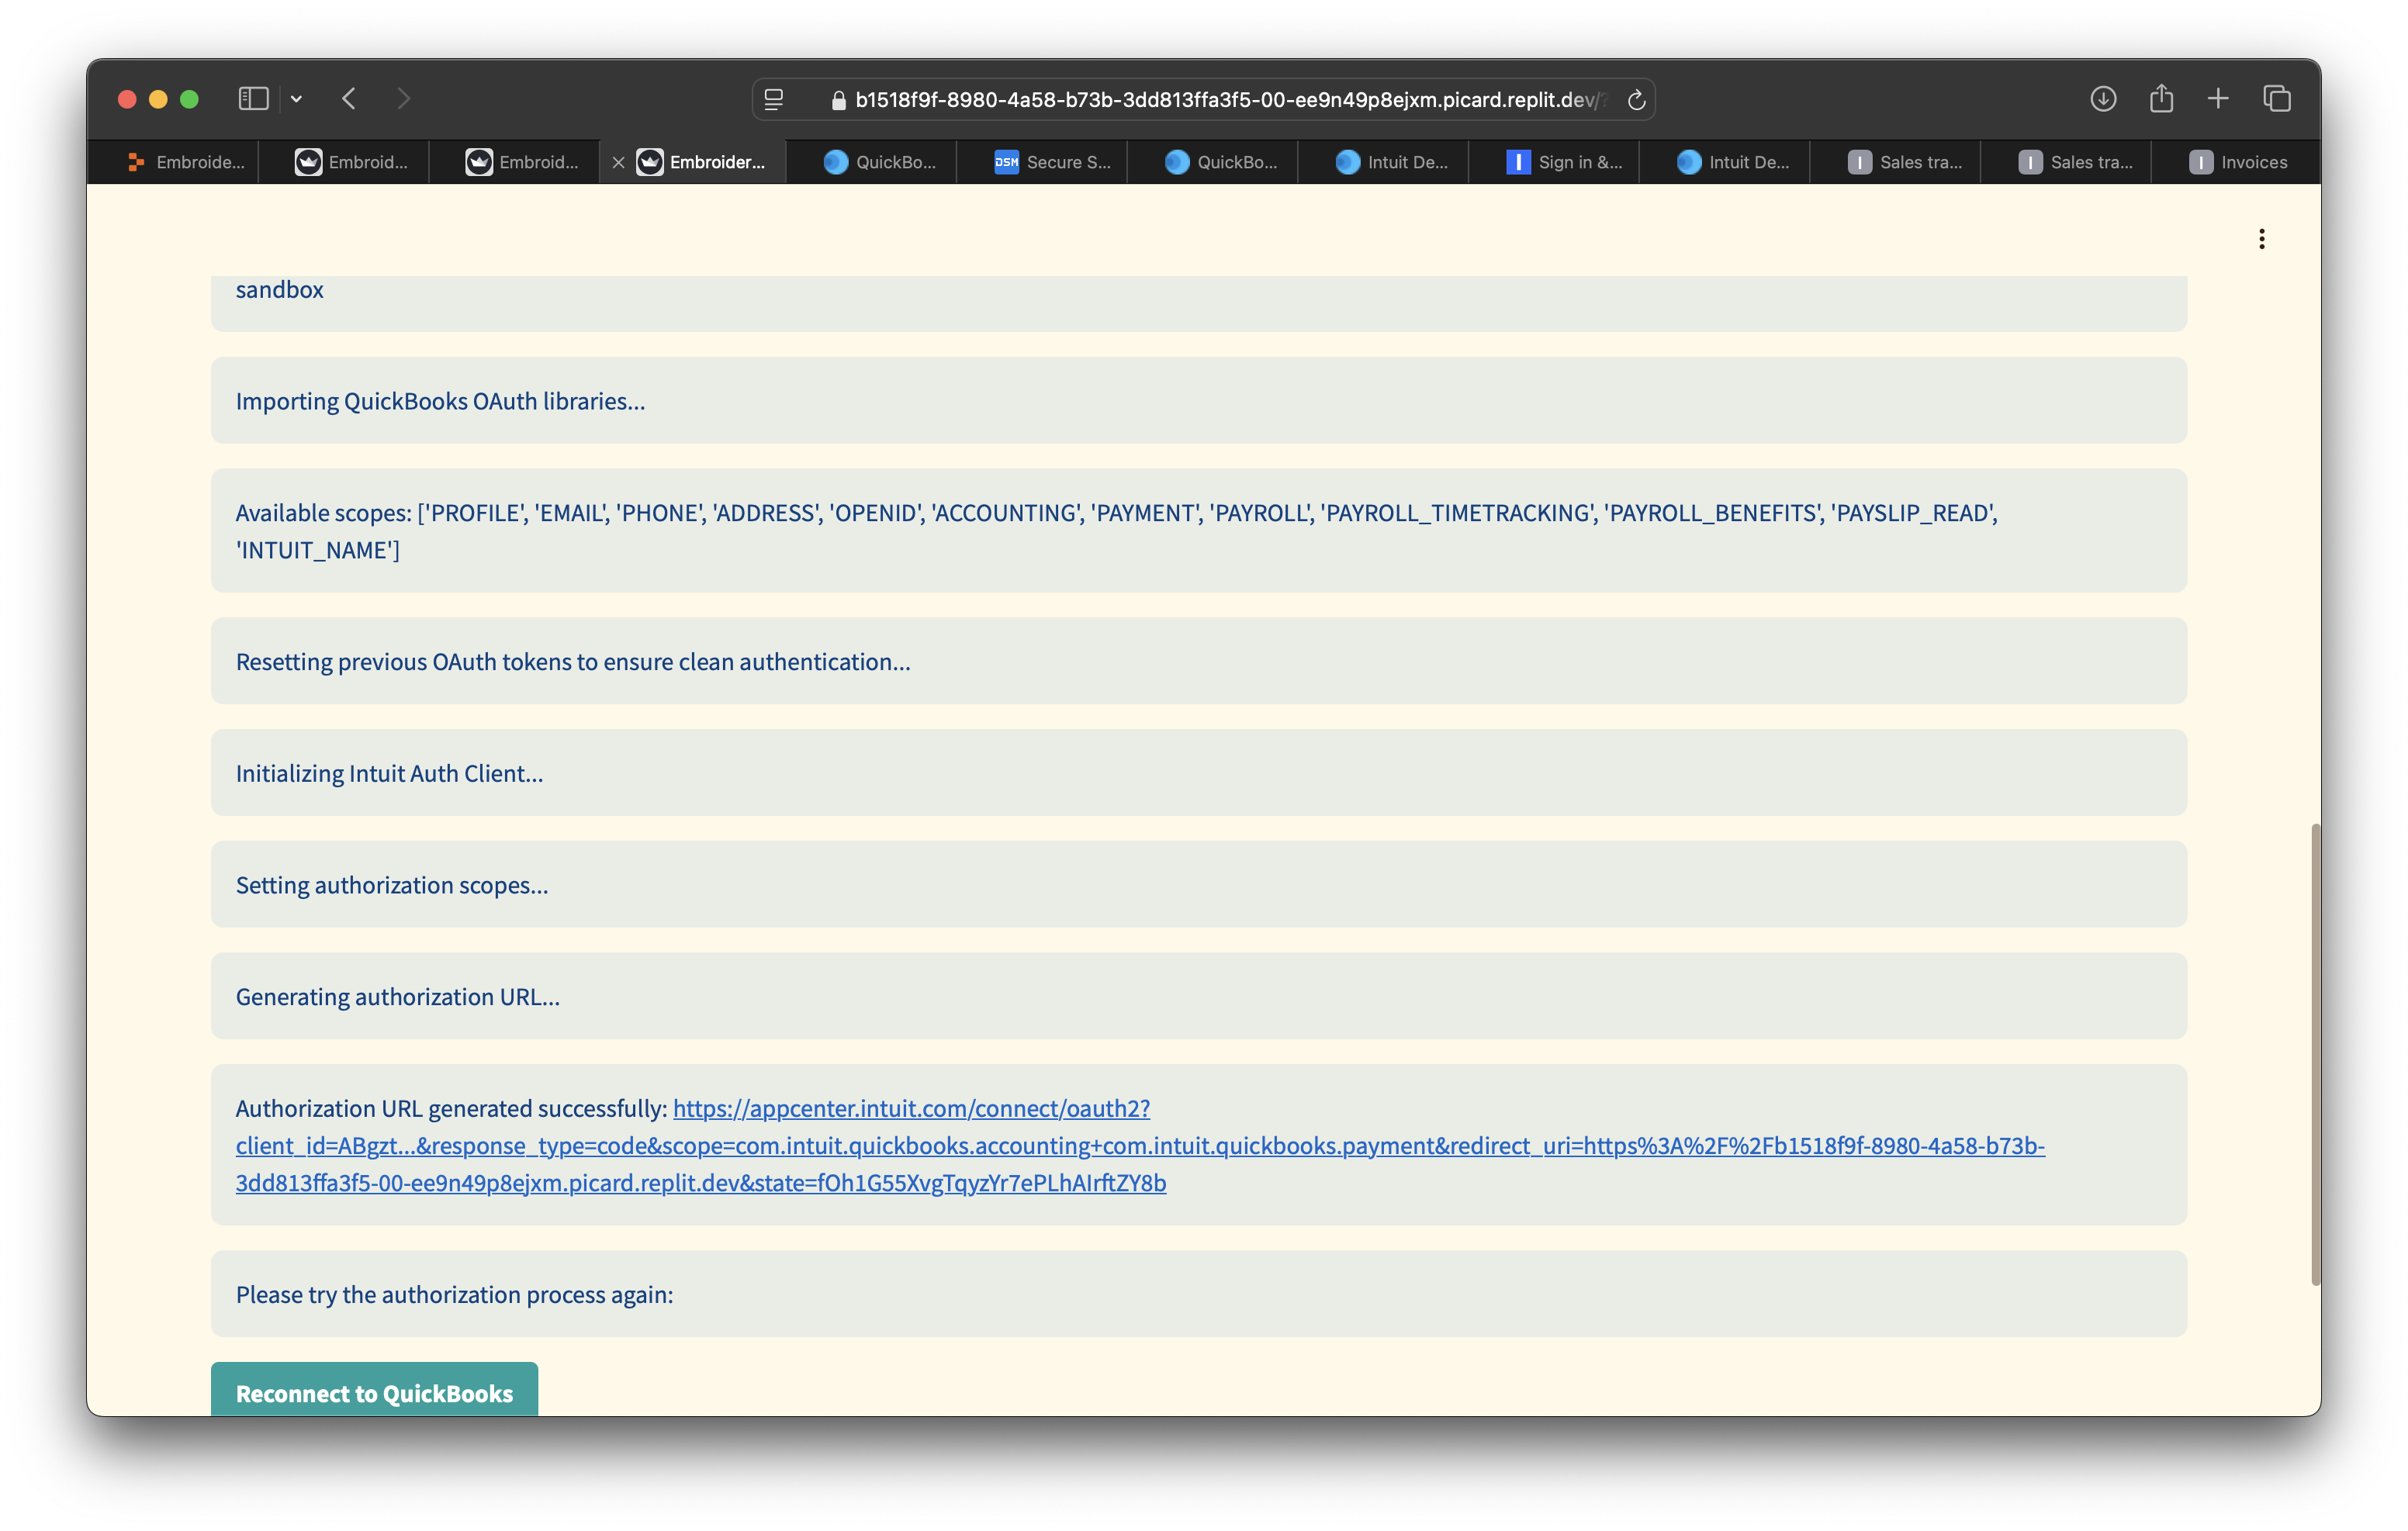 b1518f9f-8980-4a58-b73b-3dd813ffa3f5-00-ee9n49p8ejxm.picard.replit.dev/?
Embroide...
Embroid...
Embroid...
Embroider...
QuickBo...
DSM
Secure S...
QuickBo...
Intuit De...
Sign in &...
Intuit De...
I
Sales tra...
I
Sales tra...
I
Invoices
sandbox
Importing QuickBooks OAuth libraries...
Available scopes: ['PROFILE', 'EMAIL', 'PHONE', 'ADDRESS', 'OPENID', 'ACCOUNTING', 'PAYMENT', 'PAYROLL', 'PAYROLL_TIMETRACKING', 'PAYROLL_BENEFITS', 'PAYSLIP_READ',
'INTUIT_NAME']
Resetting previous OAuth tokens to ensure clean authentication...
Initializing Intuit Auth Client...
Setting authorization scopes...
Generating authorization URL...
Authorization URL generated successfully: https://appcenter.intuit.com/connect/oauth2?
client_id=ABgzt...&response_type=code&scope=com.intuit.quickbooks.accounting+com.intuit.quickbooks.payment&redirect_uri=https%3A%2F%2Fb1518f9f-8980-4a58-b73b-
3dd813ffa3f5-00-ee9n49p8ejxm.picard.replit.dev&state=fOh1G55XvgTqyzYr7ePLhAIrftZY8b
Please try the authorization process again:
Reconnect to QuickBooks